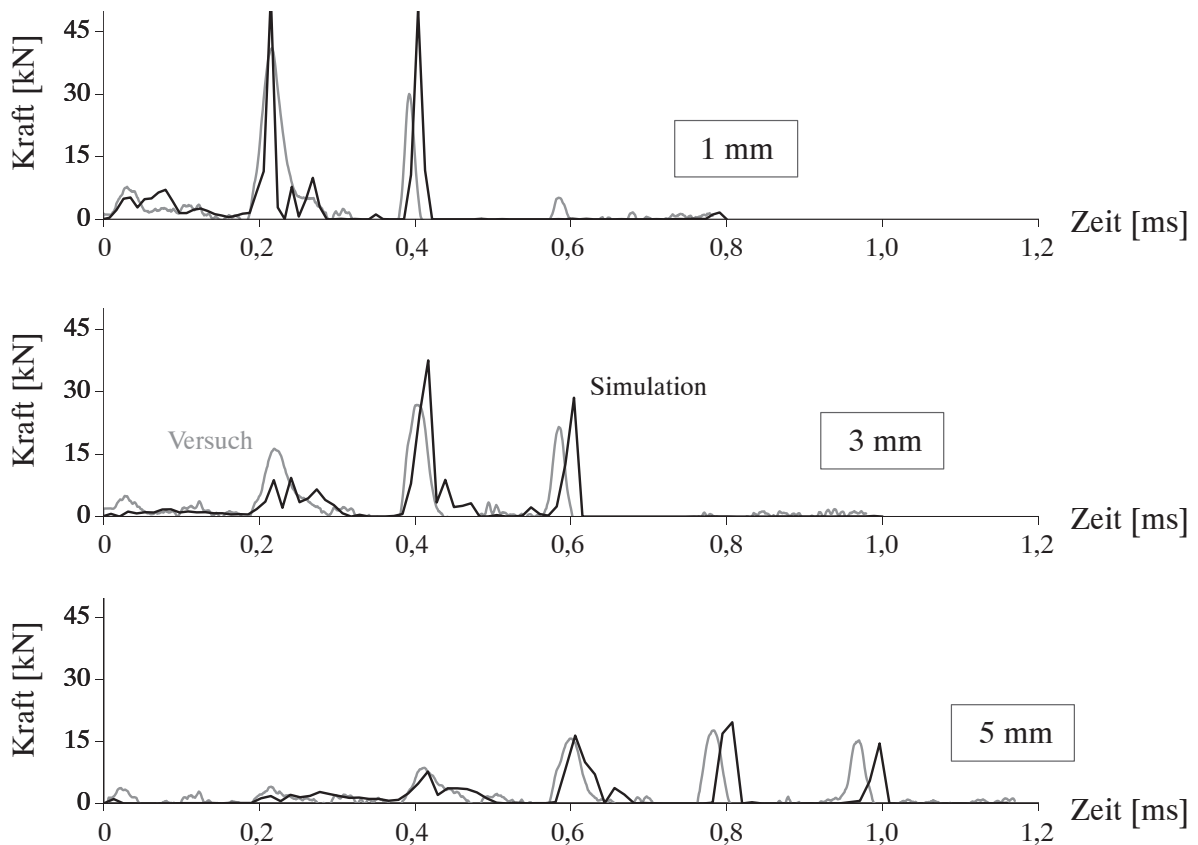 Kraft [kN]
45
30
15
0
1 mm
0 0,2 0,4 0,6 0,8 1,0 1,2
Zeit [ms]
Kraft [kN]
45
30
15
0
Versuch
Simulation
3 mm
0 0,2 0,4 0,6 0,8 1,0 1,2
Zeit [ms]
Kraft [kN]
45
30
15
0
5 mm
0 0,2 0,4 0,6 0,8 1,0 1,2
Zeit [ms]